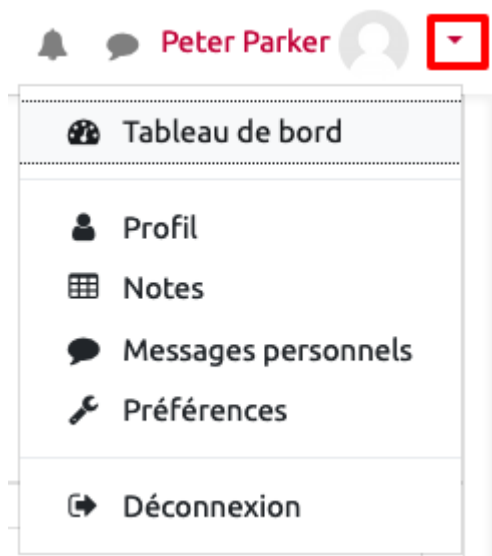 Peter Parker
Tableau de bord
Profil
Notes
Messages personnels
Préférences
Déconnexion